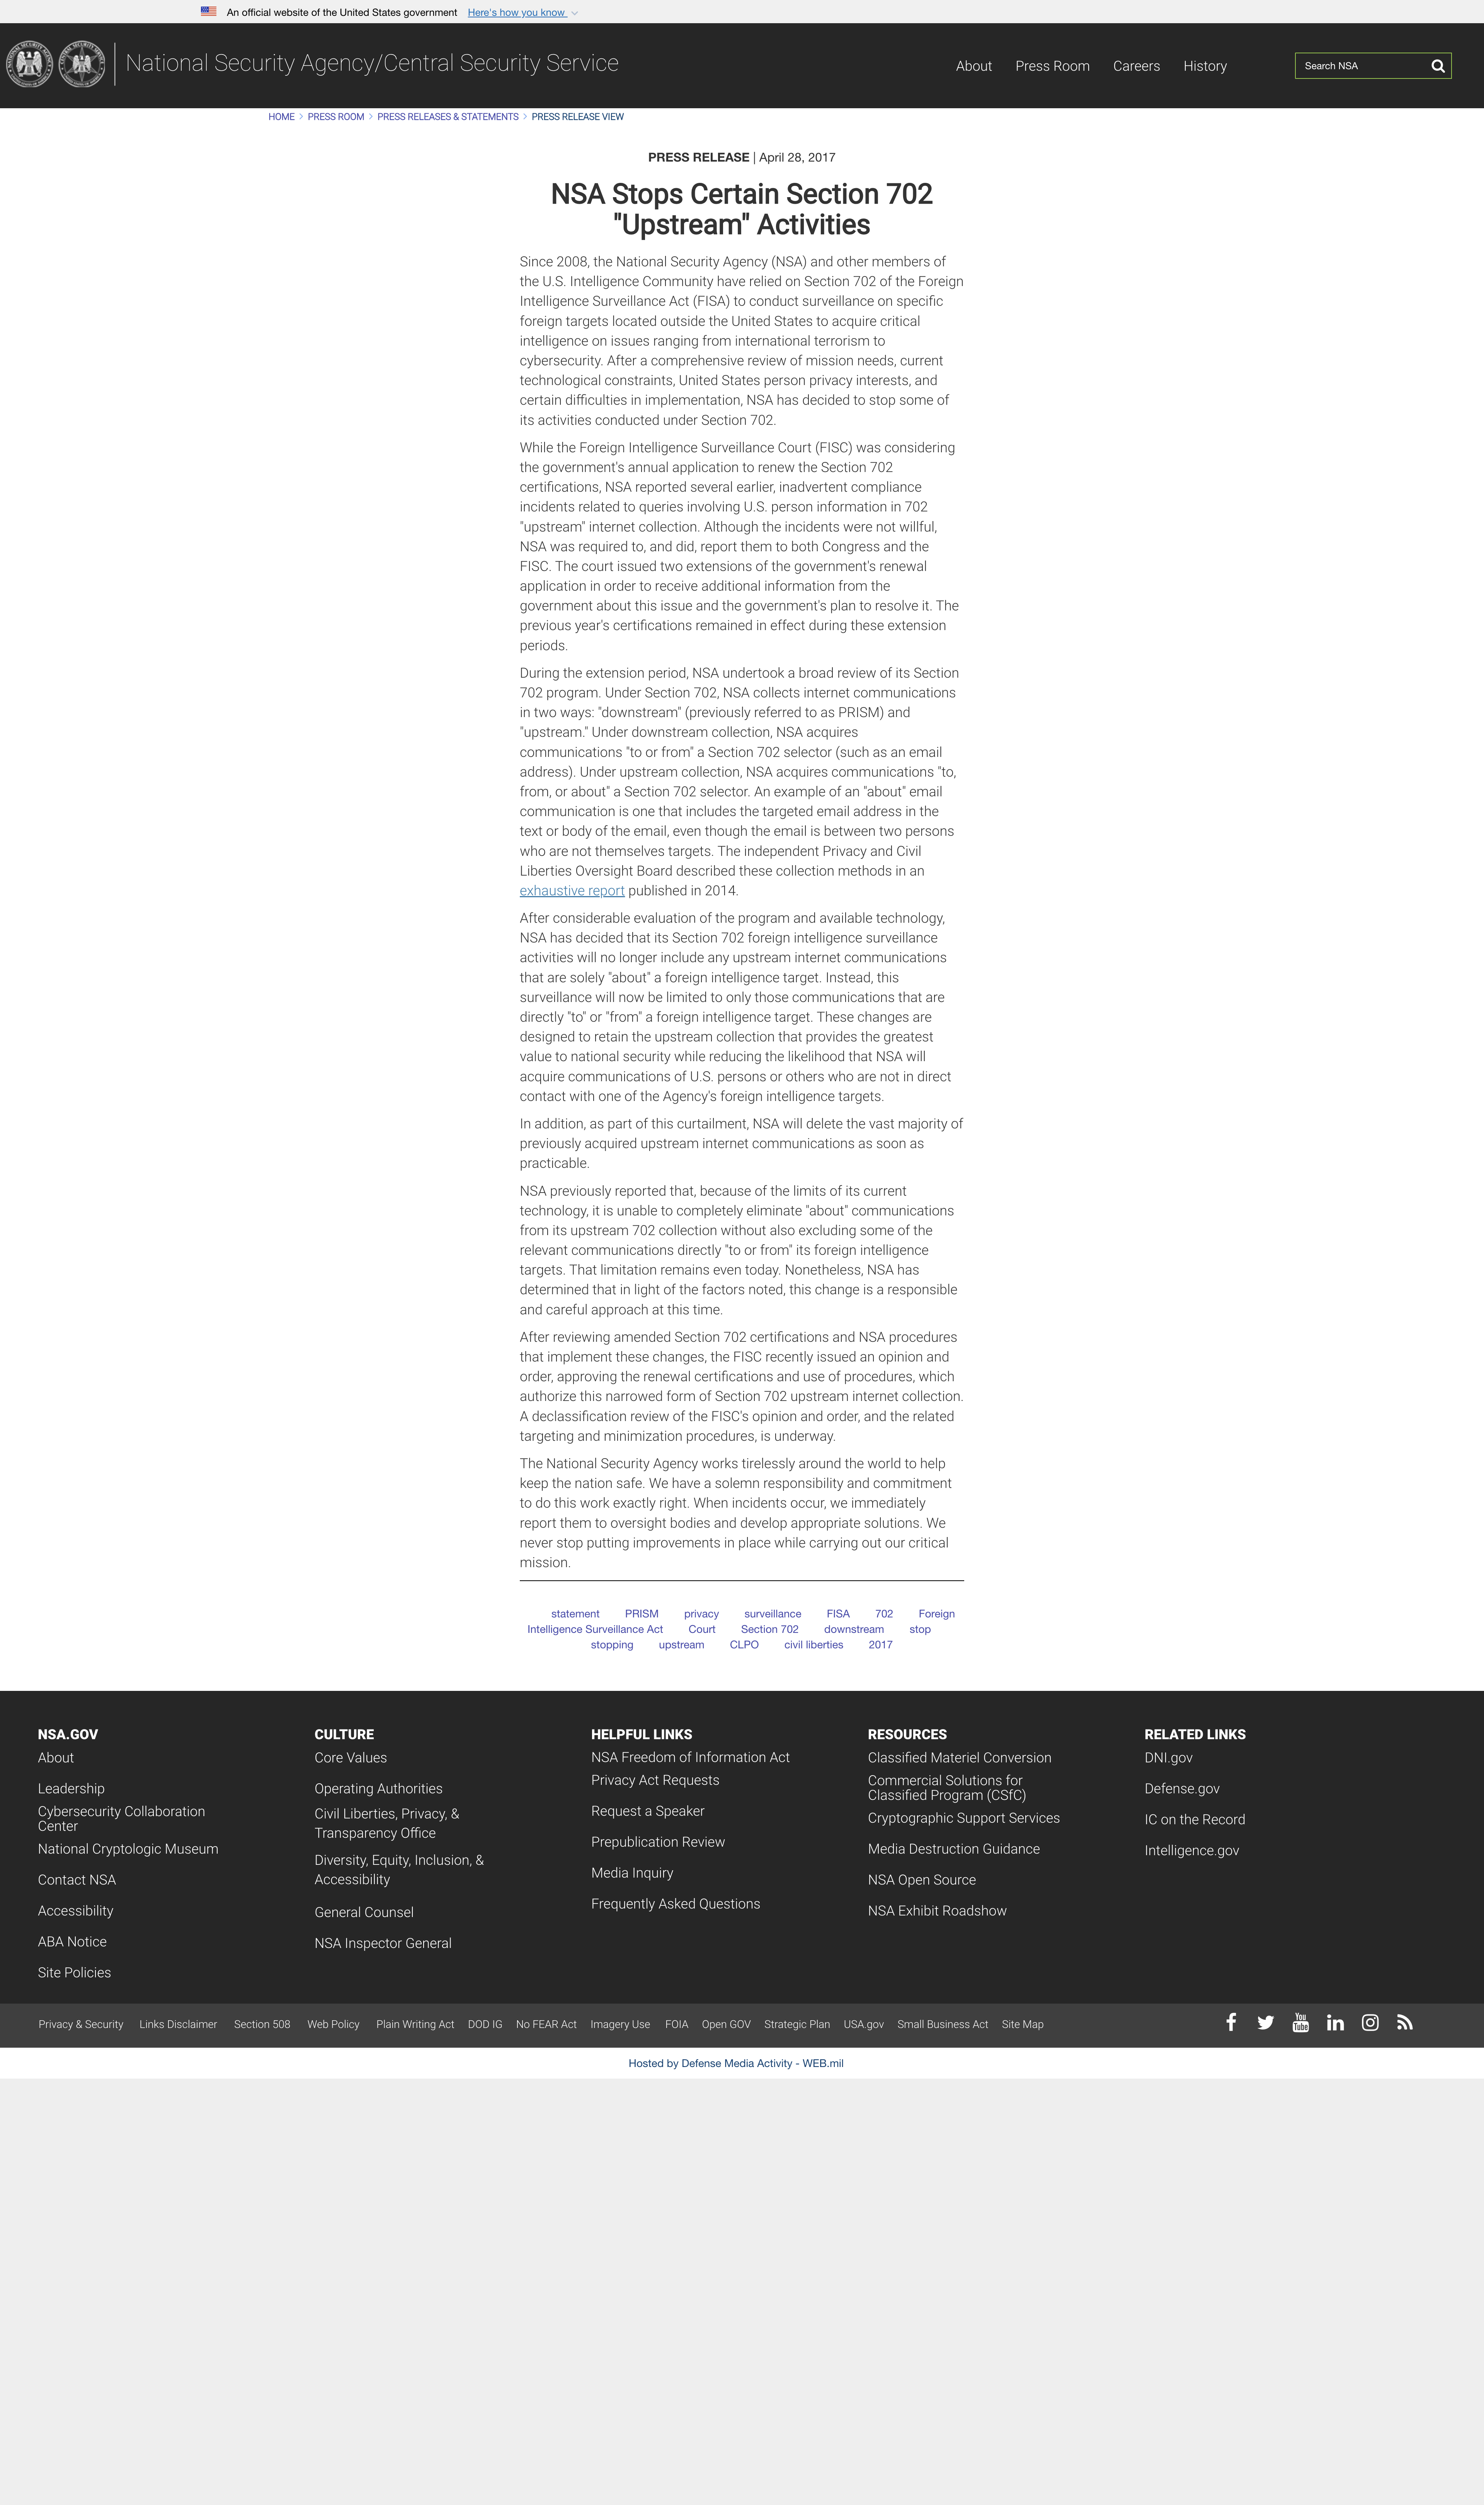 An official website of the United States government Here's how you know
National Security Agency/Central Security Service
About Press Room Careers History
Search NSA
HOME PRESS ROOM PRESS RELEASES & STATEMENTS PRESS RELEASE VIEW
PRESS RELEASE | April 28, 2017
NSA Stops Certain Section 702
"Upstream" Activities
Since 2008, the National Security Agency (NSA) and other members of
the U.S. Intelligence Community have relied on Section 702 of the Foreign
Intelligence Surveillance Act (FISA) to conduct surveillance on specific
foreign targets located outside the United States to acquire critical
intelligence on issues ranging from international terrorism to
cybersecurity. After a comprehensive review of mission needs, current
technological constraints, United States person privacy interests, and
certain difficulties in implementation, NSA has decided to stop some of
its activities conducted under Section 702.
While the Foreign Intelligence Surveillance Court (FISC) was considering
the government's annual application to renew the Section 702
certifications, NSA reported several earlier, inadvertent compliance
incidents related to queries involving U.S. person information in 702
"upstream" internet collection. Although the incidents were not willful,
NSA was required to, and did, report them to both Congress and the
FISC. The court issued two extensions of the government's renewal
application in order to receive additional information from the
government about this issue and the government's plan to resolve it. The
previous year's certifications remained in effect during these extension
periods.
During the extension period, NSA undertook a broad review of its Section
702 program. Under Section 702, NSA collects internet communications
in two ways: "downstream" (previously referred to as PRISM) and
"upstream." Under downstream collection, NSA acquires
communications "to or from" a Section 702 selector (such as an email
address). Under upstream collection, NSA acquires communications "to,
from, or about" a Section 702 selector. An example of an "about" email
communication is one that includes the targeted email address in the
text or body of the email, even though the email is between two persons
who are not themselves targets. The independent Privacy and Civil
Liberties Oversight Board described these collection methods in an
exhaustive report published in 2014.
After considerable evaluation of the program and available technology,
NSA has decided that its Section 702 foreign intelligence surveillance
activities will no longer include any upstream internet communications
that are solely "about" a foreign intelligence target. Instead, this
surveillance will now be limited to only those communications that are
directly "to" or "from" a foreign intelligence target. These changes are
designed to retain the upstream collection that provides the greatest
value to national security while reducing the likelihood that NSA will
acquire communications of U.S. persons or others who are not in direct
contact with one of the Agency's foreign intelligence targets.
In addition, as part of this curtailment, NSA will delete the vast majority of
previously acquired upstream internet communications as soon as
practicable.
NSA previously reported that, because of the limits of its current
technology, it is unable to completely eliminate "about" communications
from its upstream 702 collection without also excluding some of the
relevant communications directly "to or from" its foreign intelligence
targets. That limitation remains even today. Nonetheless, NSA has
determined that in light of the factors noted, this change is a responsible
and careful approach at this time.
After reviewing amended Section 702 certifications and NSA procedures
that implement these changes, the FISC recently issued an opinion and
order, approving the renewal certifications and use of procedures, which
authorize this narrowed form of Section 702 upstream internet collection.
A declassification review of the FISC's opinion and order, and the related
targeting and minimization procedures, is underway.
The National Security Agency works tirelessly around the world to help
keep the nation safe. We have a solemn responsibility and commitment
to do this work exactly right. When incidents occur, we immediately
report them to oversight bodies and develop appropriate solutions. We
never stop putting improvements in place while carrying out our critical
mission.
statement PRISM privacy surveillance FISA 702 Foreign
Intelligence Surveillance Act Court Section 702 downstream stop
stopping upstream CLPO civil liberties 2017
NSA.GOV
About
Leadership
Cybersecurity Collaboration
Center
National Cryptologic Museum
Contact NSA
Accessibility
ABA Notice
Site Policies
CULTURE
Core Values
Operating Authorities
Civil Liberties, Privacy, &
Transparency Office
Diversity, Equity, Inclusion, &
Accessibility
General Counsel
NSA Inspector General
HELPFUL LINKS
NSA Freedom of Information Act
Privacy Act Requests
Request a Speaker
Prepublication Review
Media Inquiry
Frequently Asked Questions
RESOURCES
Classified Materiel Conversion
Commercial Solutions for
Classified Program (CSfC)
Cryptographic Support Services
Media Destruction Guidance
NSA Open Source
NSA Exhibit Roadshow
RELATED LINKS
DNI.gov
Defense.gov
IC on the Record
Intelligence.gov
Privacy & Security Links Disclaimer Section 508 Web Policy Plain Writing Act DOD IG No FEAR Act Imagery Use FOIA Open GOV Strategic Plan USA.gov Small Business Act Site Map
You
Tube
Hosted by Defense Media Activity - WEB.mil